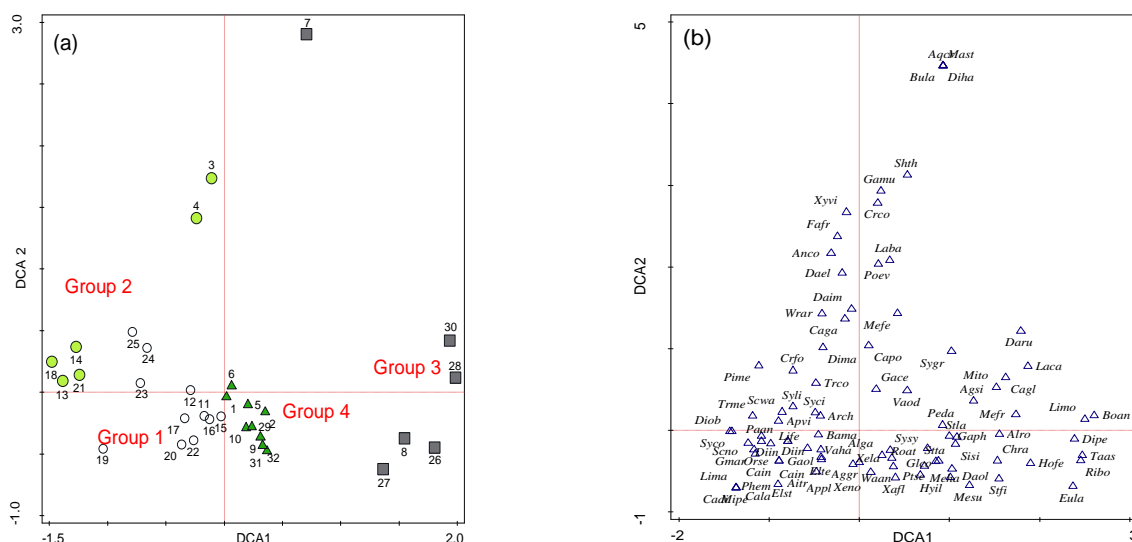 3.0
(a)
7
3
4
DCA 2
Group 2
25
24
14
18
13
21
23
12
11
17
16
15
Group 1
19
20
22
6
1
5
2
10
29
9
31
32
Group 4
30
28
Group 3
8
26
27
-1.0
-1.5
DCA1
2.0
5
(b)
Mast
Bula
Diha
Shth
Gamu
Xyvi
Crco
Fafr
Anco
Laba
Dael
Poev
DCA2
Daim
Wrar
Mefe
Caga
Daru
Dima
Capo
Sygr
Crfo
Pime
Laca
Mito
Trco
Gace
Agsi
Cagl
Scwa
Syli
Vaod
Trme
Syci
Limo
Arch
Peda
Mefr
Boan
Diob
Apvi
Stla
Paan
Life
Bama
Gaph
Alro
Syco
Alga
Sysy
Dipe
Scno
Diin
Diin
Vaha
Roat
Sita
Sisi
Chra
Taas
Gmar
Orse
Gaol
Xela
Hofe
Ribo
Cain
Cain
Aggr
Ptse
Lima
Phem
Aitr
Waan
Mena
Daol
Mipe
Cala
Elst
Appl
Xeno
Xafl
Hyil
Mesu
Stfi
Eula
-1
-2
DCA1
3